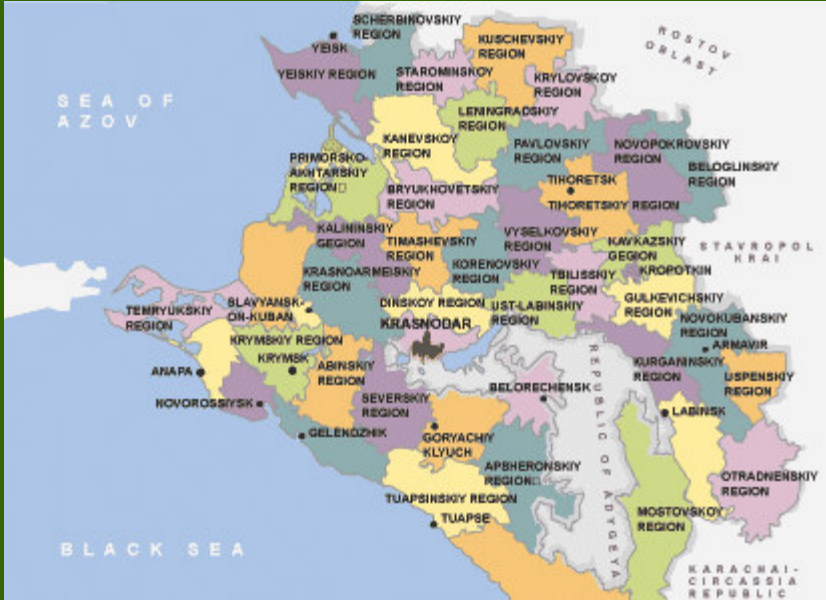 SCHERBINOVSKIY
REGION
YEISK
KUSCHEVSKIY
REGION
ROSTOV
OBLAST
YEISKIY REGION
STAROMINSKOY
REGION
KRYLOVSKOY
REGION
SEA OF
AZOV
LENINGRADSKIY
REGION
KANEVSKOY
REGION
PAVLOVSKIY
REGION
NOVOPOKROVSKIY
REGION
PRIMORSKO-
AKHTARSKIY
REGION
BELOGLINSKIY
REGION
BRYUKHOVETSKIY
REGION
TIHORETSK
TIHORETSKIY REGION
KALININSKIY
GEGION
TIMASHEVSKIY
REGION
VYSELKOVSKIY
REGION
KAVKAZSKIY
GEGION
STAVROPOL
KRAI
KRASNOARMEISKIY
REGION
KORENOVSKIY
REGION
TBILISSKIY
REGION
KROPOTKIN
TEMRYUKSKIY
REGION
SLAVYANSK-
ON-KUBAN
DINSKOY REGION
UST-LABINSKIY
REGION
GULKEVICHSKIY
REGION
KRASNODAR
NOVOKUBANSKIY
REGION
KRYMSKIY REGION
KRYMSK
ARMAVIR
ANAPA
ABINSKIY
REGION
KURGANINSKIY
REGION
USPENSKIY
REGION
BELORECHENSK
REPUBLIC OF ADYGEYA
NOVOROSSIYSK
SEVERSKIY
REGION
LABINSK
GELENDZHIK
GORYACHIY
KLYUCH
APSHERONSKIY
REGION
OTRADNENSKIY
REGION
TUAPSINSKIY REGION
TUAPSE
MOSTOVSKOY
REGION
BLACK SEA
KARACHAI-
CIRCASSIA
REPUBLIC